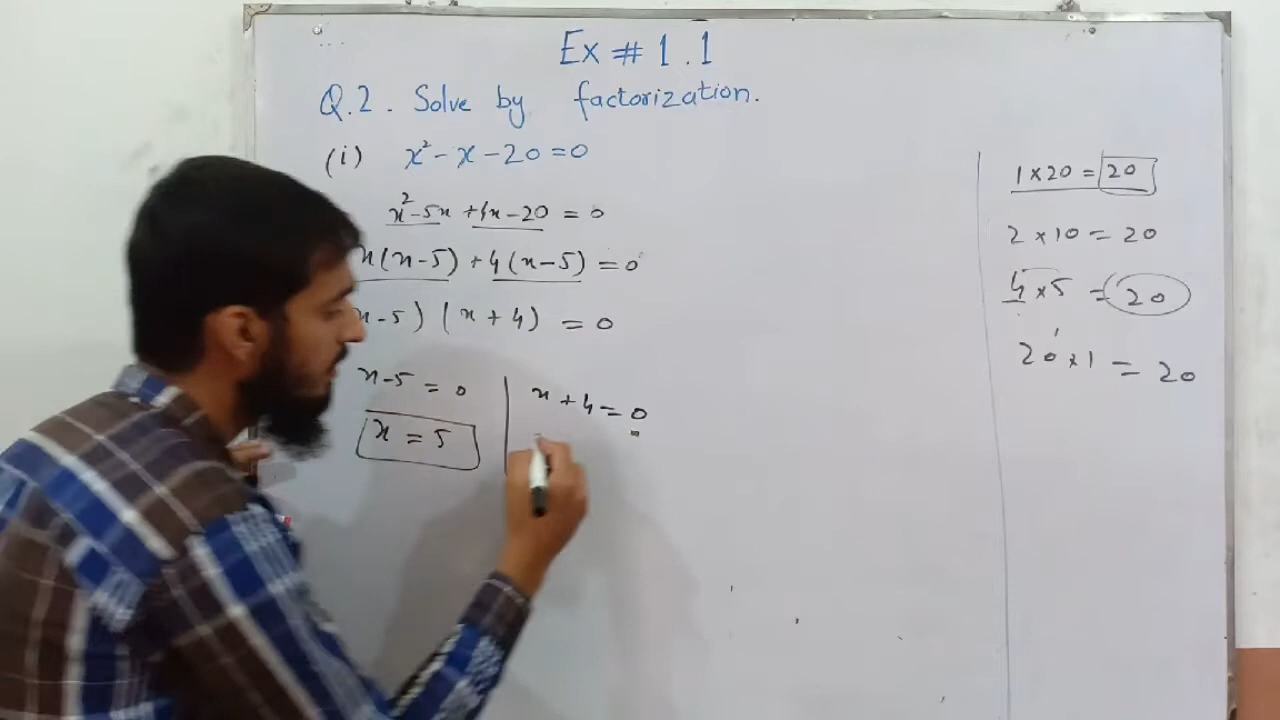 Ex # 1.1
Q.2. Solve by factorization.
(i) x² - x - 20 = 0
x² - 5x + 4x - 20 = 0
x(x - 5) + 4(x - 5) = 0
x - 5) (x + 4) = 0
x - 5 = 0
x = 5
x + 4 = 0
1 x 20 = 20
2 x 10 = 20
4 x 5 = 20
20 x 1 = 20